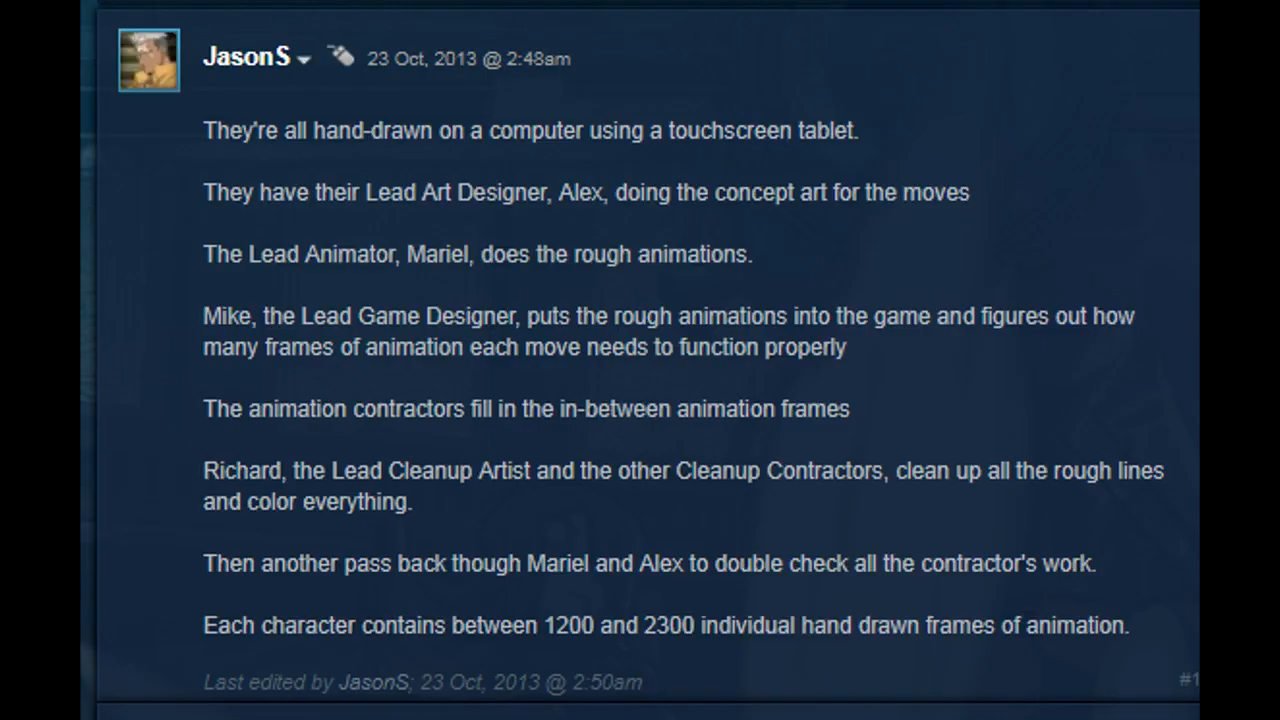 JasonS 23 Oct, 2013 @ 2:48am
They're all hand-drawn on a computer using a touchscreen tablet.
They have their Lead Art Designer, Alex, doing the concept art for the moves
The Lead Animator, Mariel, does the rough animations.
Mike, the Lead Game Designer, puts the rough animations into the game and figures out how
many frames of animation each move needs to function properly
The animation contractors fill in the in-between animation frames
Richard, the Lead Cleanup Artist and the other Cleanup Contractors, clean up all the rough lines
and color everything.
Then another pass back though Mariel and Alex to double check all the contractor's work.
Each character contains between 1200 and 2300 individual hand drawn frames of animation.
Last edited by JasonS; 23 Oct, 2013 @ 2:50am #1